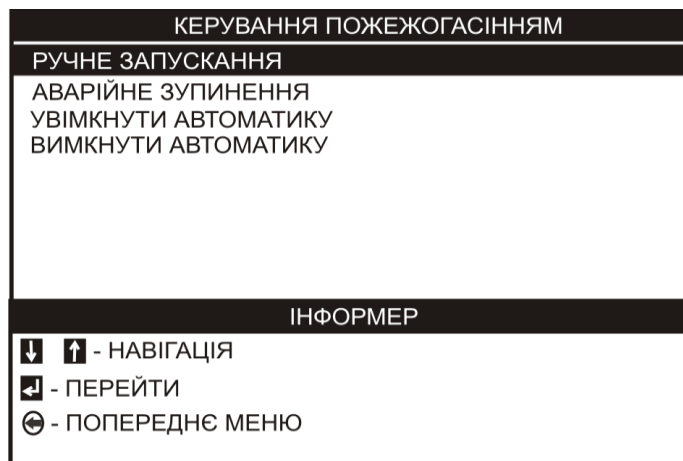 КЕРУВАННЯ ПОЖЕЖОГАСІННЯМ
РУЧНЕ ЗАПУСКАННЯ
АВАРІЙНЕ ЗУПИНЕННЯ
УВІМКНУТИ АВТОМАТИКУ
ВИМКНУТИ АВТОМАТИКУ
ІНФОРМЕР
↓ ↑ - НАВІГАЦІЯ
↵ - ПЕРЕЙТИ
- ПОПЕРЕДНЄ МЕНЮ